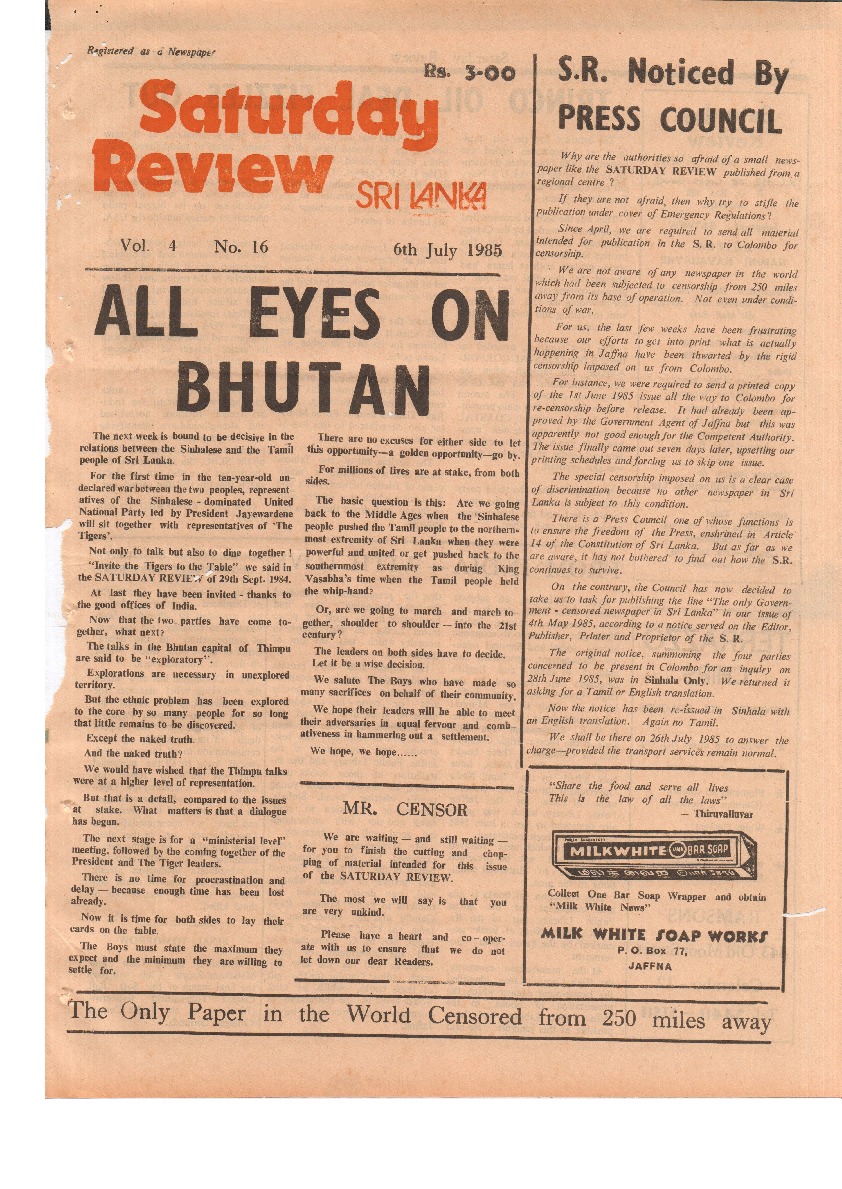 Registered as a Newspaper
Rs. 3-00
Saturday
Review
SRI LANKA
Vol. 4 No. 16 6th July 1985
ALL EYES ON
BHUTAN
The next week is bound to be decisive in the
relations between the Sinhalese and the Tamil
people of Sri Lanka.
For the first time in the ten-year-old un-
declared war between the two peoples, represent-
atives of the Sinhalese - dominated United
National Party led by President Jayewardene
will sit together with representatives of 'The
Tigers'.
Not only to talk but also to dine together !
"Invite the Tigers to the Table" we said in
the SATURDAY REVIEW of 29th Sept. 1984.
At last they have been invited - thanks to
the good offices of India.
Now that the two parties have come to-
gether, what next?
The talks in the Bhutan capital of Thimpu
are said to be "exploratory".
Explorations are necessary in unexplored
territory.
But the ethnic problem has been explored
to the core by so many people for so long
that little remains to be discovered.
Except the naked truth.
And the naked truth?
We would have wished that the Thimpu talks
were at a higher level of representation.
But that is a detail, compared to the issues
at stake. What matters is that a dialogue
has begun.
The next stage is for a "ministerial level"
meeting, followed by the coming together of the
President and The Tiger leaders.
There is no time for procrastination and
delay — because enough time has been lost
already.
Now it is time for both sides to lay their
cards on the table.
The Boys must state the maximum they
expect and the minimum they are willing to
settle for.
There are no excuses for either side to let
this opportunity—a golden opportunity—go by.
For millions of lives are at stake, from both
sides.
The basic question is this: Are we going
back to the Middle Ages when the Sinhalese
people pushed the Tamil people to the northern-
most extremity of Sri Lanka when they were
powerful and united or get pushed back to the
southernmost extremity as during King
Vasabha's time when the Tamil people held
the whip-hand?
Or, are we going to march and march to-
gether, shoulder to shoulder — into the 21st
century?
The leaders on both sides have to decide.
Let it be a wise decision.
We salute The Boys who have made so
many sacrifices on behalf of their community.
We hope their leaders will be able to meet
their adversaries in equal fervour and comb-
ativeness in hammering out a settlement.
We hope, we hope......
MR. CENSOR
We are waiting — and still waiting —
for you to finish the cutting and chop-
ping of material intended for this issue
of the SATURDAY REVIEW.
The most we will say is that you
are very unkind.
Please have a heart and co - oper-
ate with us to ensure that we do not
let down our dear Readers.
S.R. Noticed By
PRESS COUNCIL
Why are the authorities so afraid of a small news-
paper like the SATURDAY REVIEW published from a
regional centre ?
If they are not afraid, then why try to stifle the
publication under cover of Emergency Regulations?
Since April, we are required to send all material
intended for publication in the S. R. to Colombo for
censorship.
We are not aware of any newspaper in the world
which had been subjected to censorship from 250 miles
away from its base of operation. Not even under condi-
tions of war.
For us, the last few weeks have been frustrating
because our efforts to get into print what is actually
happening in Jaffna have been thwarted by the rigid
censorship imposed on us from Colombo.
For instance, we were required to send a printed copy
of the 1st June 1985 issue all the way to Colombo for
re-censorship before release. It had already been ap-
proved by the Government Agent of Jaffna but this was
apparently not good enough for the Competent Authority.
The issue finally came out seven days later, upsetting our
printing schedules and forcing us to skip one issue.
The special censorship imposed on us is a clear case
of discrimination because no other newspaper in Sri
Lanka is subject to this condition.
There is a Press Council one of whose functions is
to ensure the freedom of the Press, enshrined in Article
14 of the Constitution of Sri Lanka. But as far as we
are aware, it has not bothered to find out how the S.R.
continues to survive.
On the contrary, the Council has now decided to
take us to task for publishing the line "The only Govern-
ment - censored newspaper in Sri Lanka" in our issue of
4th May 1985, according to a notice served on the Editor,
Publisher, Printer and Proprietor of the S. R.
The original notice, summoning the four parties
concerned to be present in Colombo for an inquiry on
28th June 1985, was in Sinhala Only. We returned it
asking for a Tamil or English translation.
Now the notice has been re-issued in Sinhala with
an English translation. Again no Tamil.
We shall be there on 26th July 1985 to answer the
charge—provided the transport services remain normal.
"Share the food and serve all lives
This is the law of all the laws"
— Thiruvalluvar
MILKWHITE BAR SOAP
Collect One Bar Soap Wrapper and obtain
"Milk White News"
MILK WHITE SOAP WORKS
P. O. Box 77,
JAFFNA
The Only Paper in the World Censored from 250 miles away